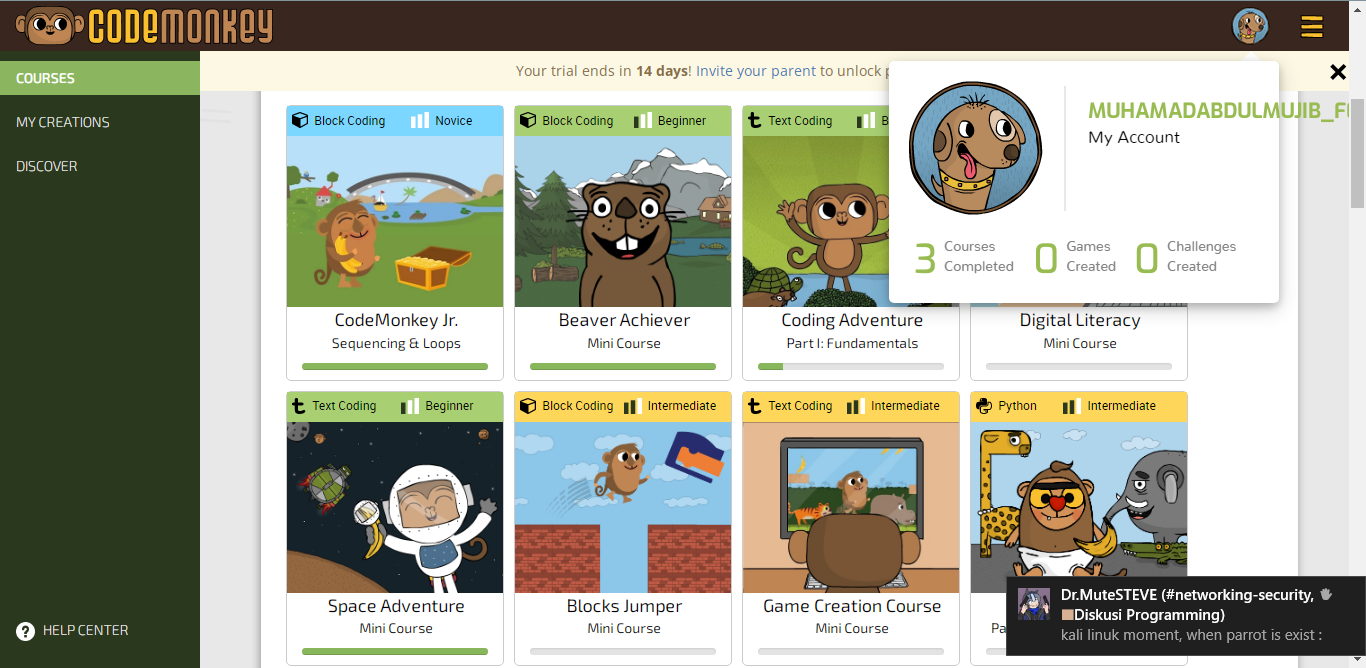 CODEMONKEY
Your trial ends in 14 days! Invite your parent to unlock
COURSES
MY CREATIONS
DISCOVER
HELP CENTER
MUHAMADABDULMUJIB_
My Account
3 Courses Completed
0 Games Created
0 Challenges Created
Block Coding Novice
CodeMonkey Jr.
Sequencing & Loops
Block Coding Beginner
Beaver Achiever
Mini Course
Text Coding
Coding Adventure
Part I: Fundamentals
Digital Literacy
Mini Course
Text Coding Beginner
Space Adventure
Mini Course
Block Coding Intermediate
Blocks Jumper
Mini Course
Text Coding Intermediate
Game Creation Course
Mini Course
Python Intermediate
Dr.MuteSTEVE (#networking-security,
Diskusi Programming)
kali linuk moment, when parrot is exist :